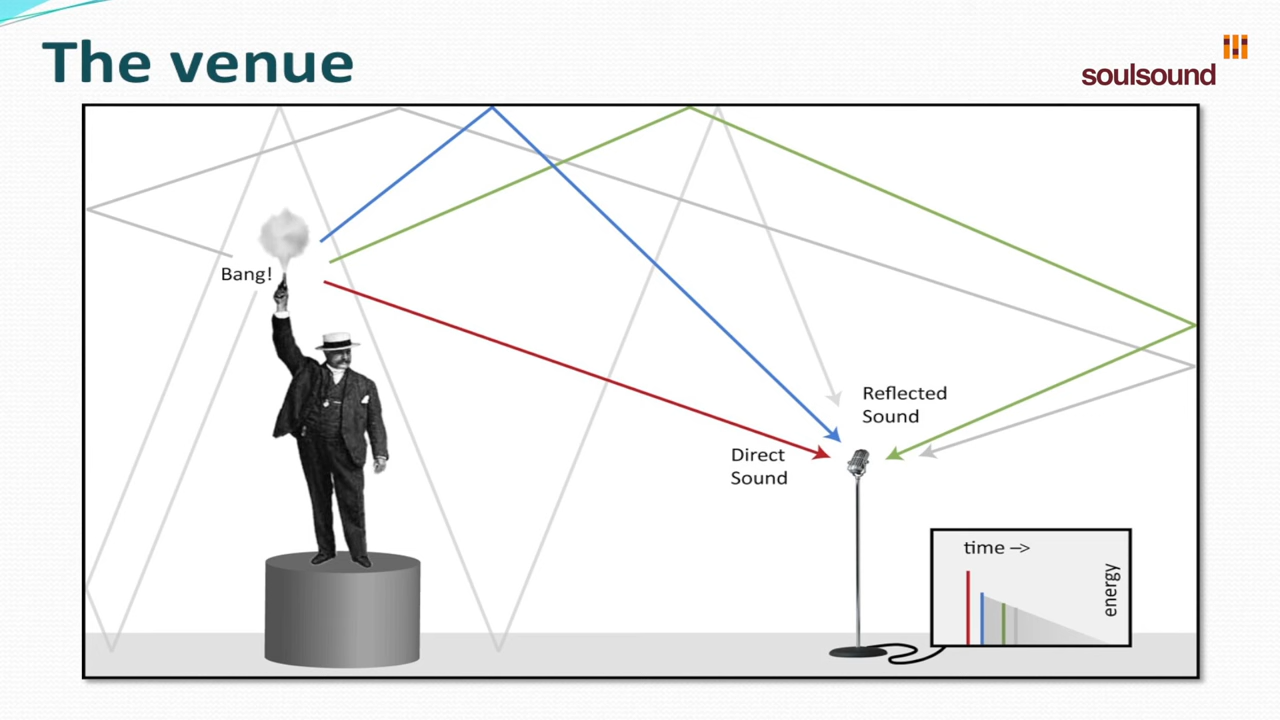 The venue
soulsound
Bang!
Reflected
Sound
Direct
Sound
time –>
energy